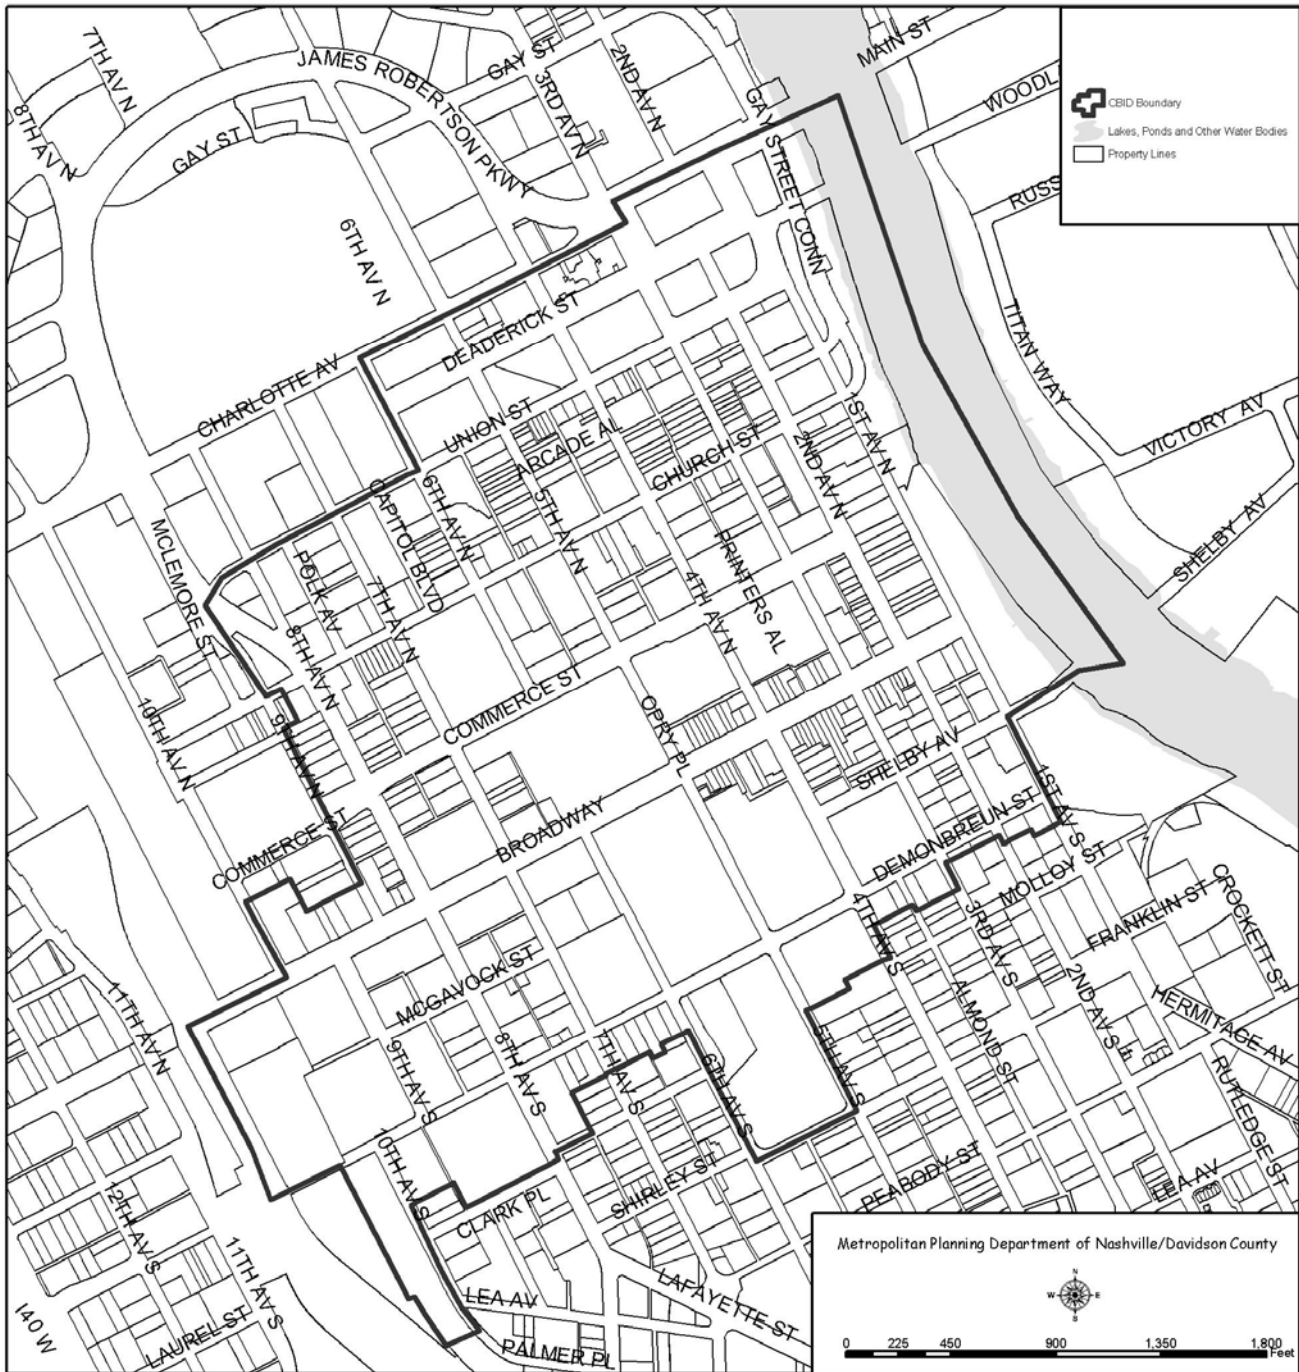 7TH AV N
8TH AV N
JAMES ROBERTSON PKWY
GAY ST
3RD AV N
2ND AV N
MAIN ST
WOODL
CBID Boundary
Lakes, Ponds and Other Water Bodies
Property Lines
GAY ST
GAY STREET CONN
RUSS
6TH AV N
DEADERICK ST
TITAN WAY
CHARLOTTE AV
UNION ST
ARCADE AL
CHURCH ST
1ST AV N
2ND AV N
VICTORY AV
SHELBY AV
CAPITOL BLVD
6TH AV N
5TH AV N
PRINTERS AL
4TH AV N
MCLEMORE ST
POLK AV
7TH AV N
8TH AV N
10TH AV N
9TH AV N
COMMERCE ST
OPRY PL
SHELBY AV
1ST AV S
BROADWAY
COMMERCE ST
DEMONBREUN ST
MOLLOY ST
4TH AV S
3RD AV S
FRANKLIN ST
CROCKETT ST
MCGAVOCK ST
11TH AV N
ALMOND ST
2ND AV S
HERMITAGE AV
9TH AV S
8TH AV S
7TH AV S
6TH AV S
5TH AV S
RUTLEDGE ST
10TH AV S
PEABODY ST
LEA AV
SHIRLEY ST
CLARK PL
12TH AV S
11TH AV S
Metropolitan Planning Department of Nashville/Davidson County
N
W E
S
LEA AV
LAFAYETTE ST
I40 W
LAUREL ST
PALMER PL
0 225 450 900 1,350 1,800
Feet